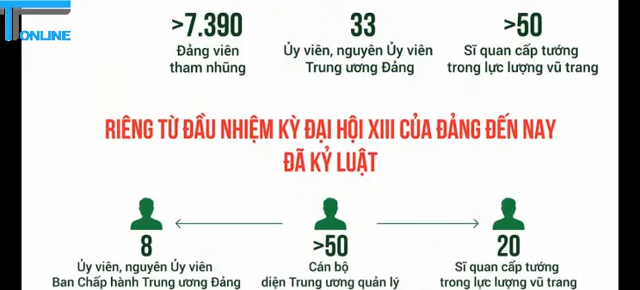 TT ONLINE
>7.390
Đảng viên
tham nhũng
33
Ủy viên, nguyên Ủy viên
Trung ương Đảng
>50
Sĩ quan cấp tướng
trong lực lượng vũ trang
RIÊNG TỪ ĐẦU NHIỆM KỲ ĐẠI HỘI XIII CỦA ĐẢNG ĐẾN NAY
ĐÃ KỶ LUẬT
8
Ủy viên, nguyên Ủy viên
Ban Chấp hành Trung ương Đảng
>50
Cán bộ
diện Trung ương quản lý
20
Sĩ quan cấp tướng
trong lực lượng vũ trang